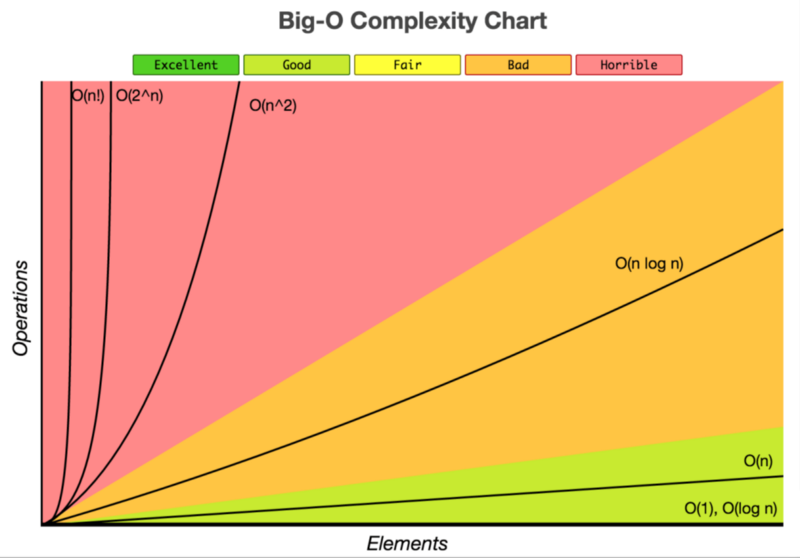 Big-O Complexity Chart
Excellent Good Fair Bad Horrible
O(n!) O(2^n)
O(n^2)
O(n log n)
Operations
O(n)
O(1), O(log n)
Elements